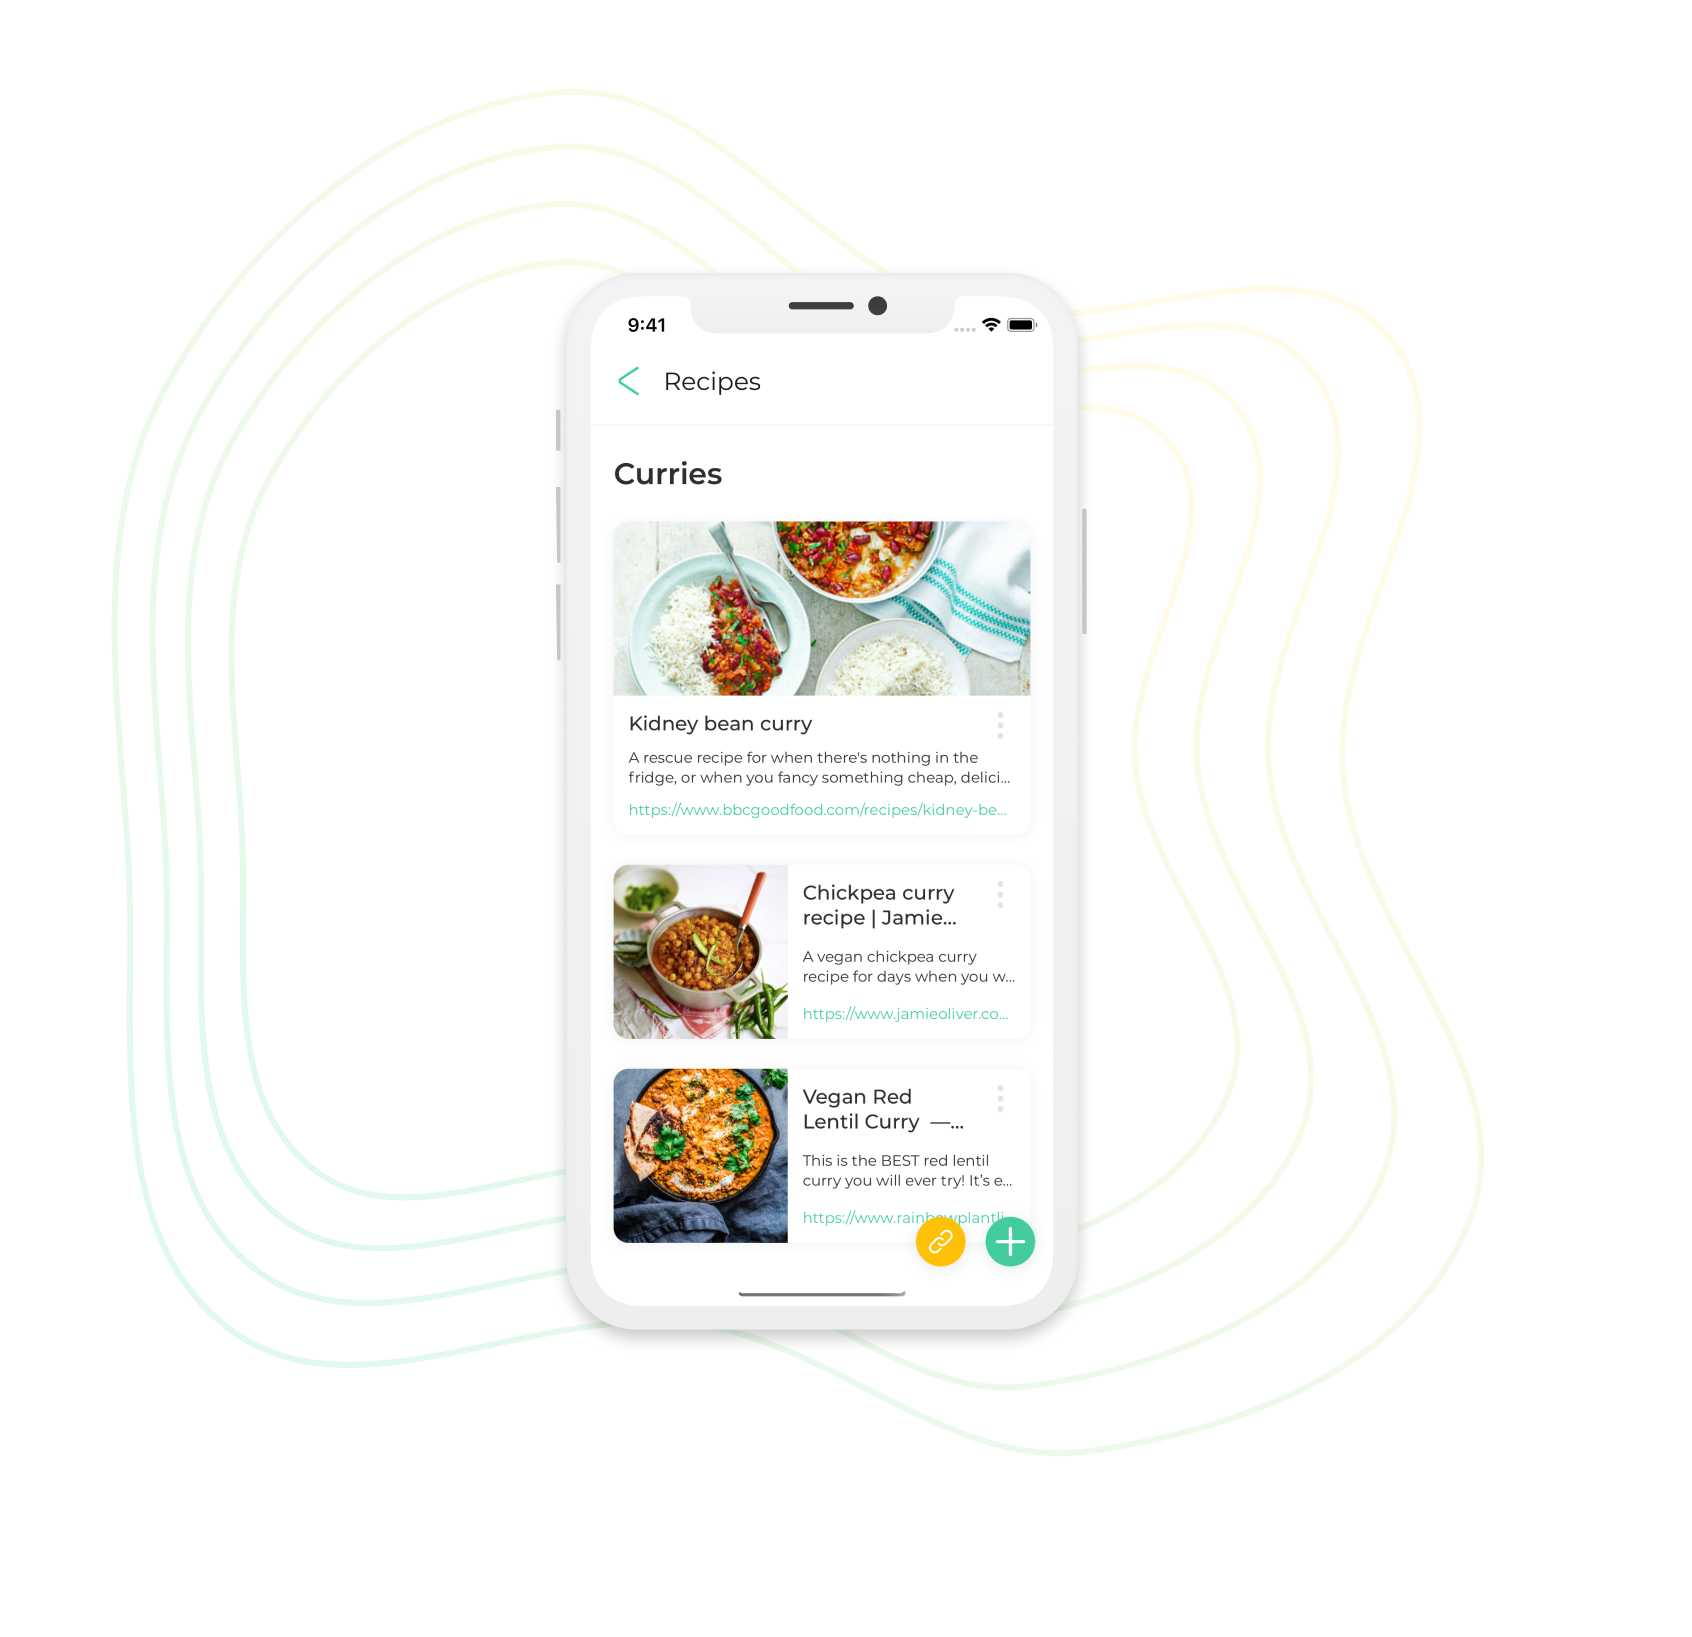 9:41
Recipes
Curries
Kidney bean curry
A rescue recipe for when there's nothing in the
fridge, or when you fancy something cheap, delici...
https://www.bbcgoodfood.com/recipes/kidney-be...
Chickpea curry
recipe | Jamie...
A vegan chickpea curry
recipe for days when you w...
https://www.jamieoliver.co...
Vegan Red
Lentil Curry —...
This is the BEST red lentil
curry you will ever try! It’s e...
https://www.rainbowplantli